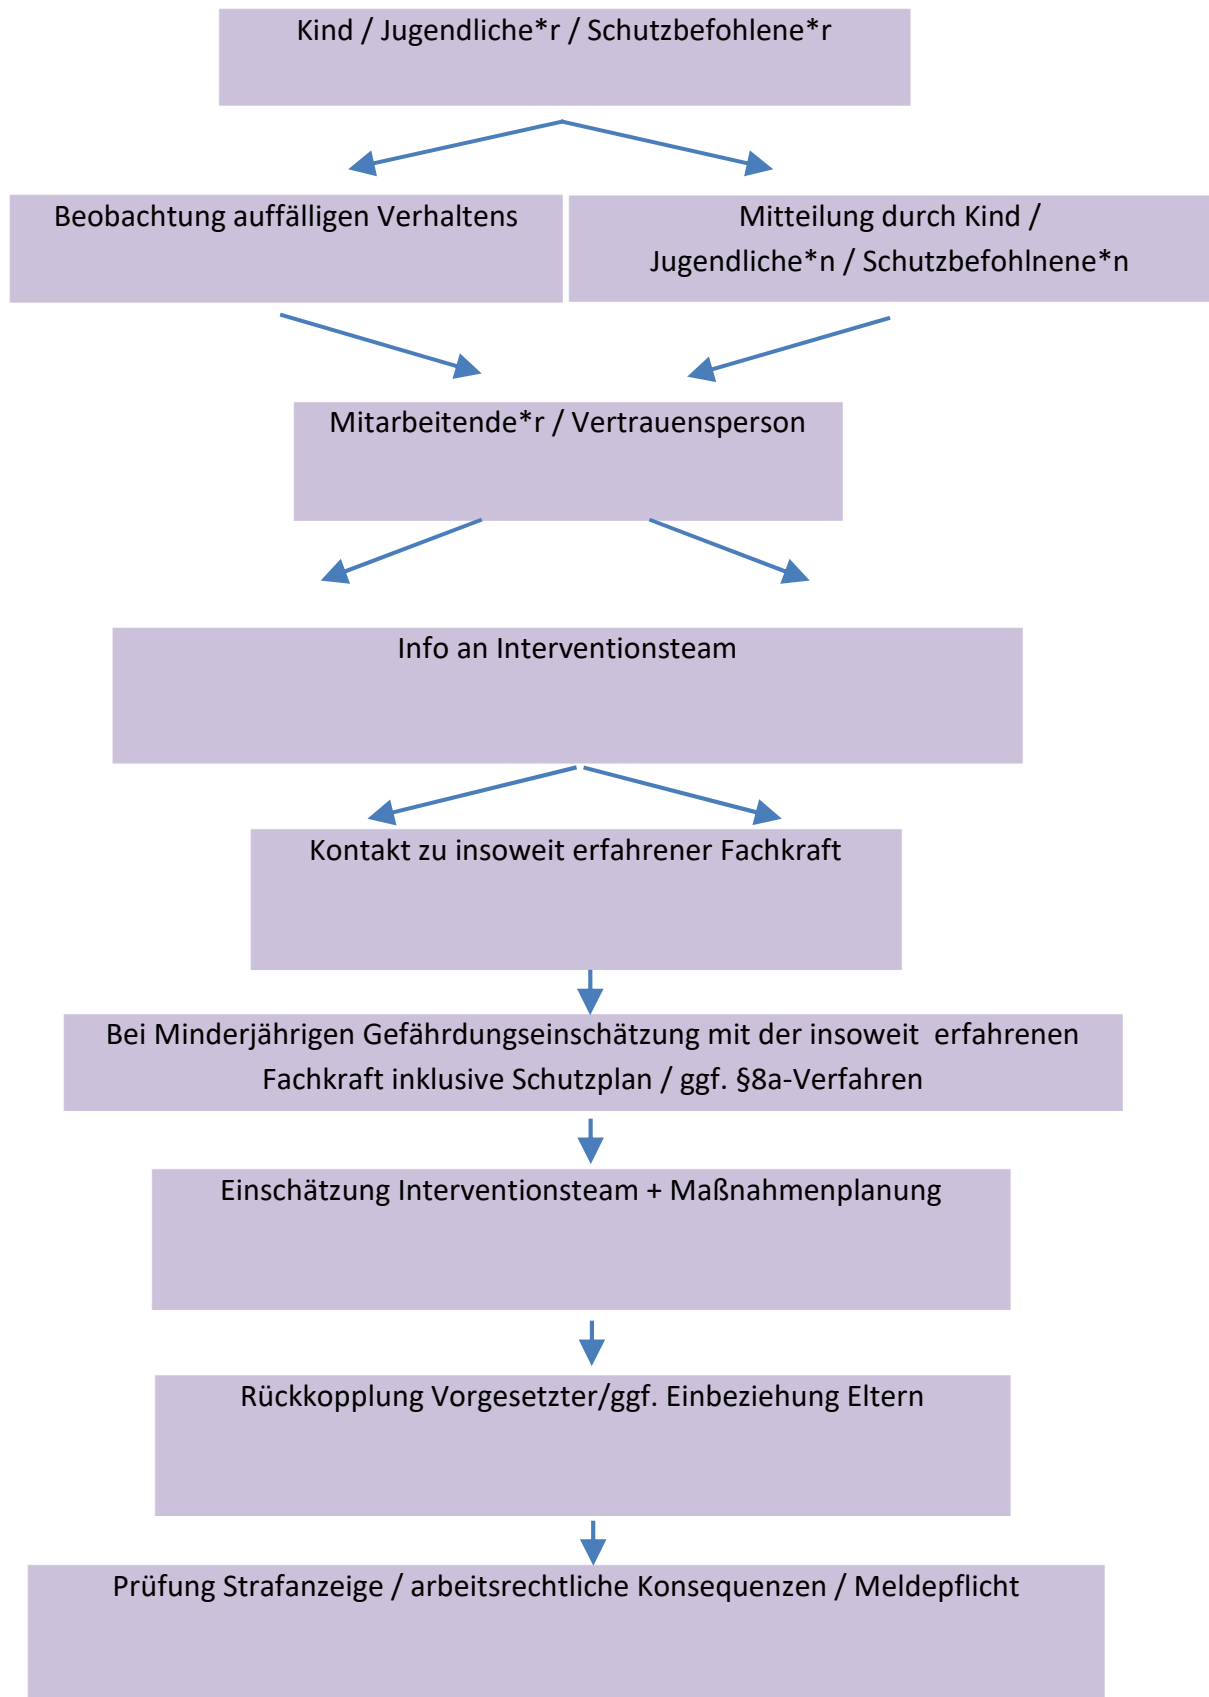 Kind / Jugendliche*r / Schutzbefohlene*r
Beobachtung auffälligen Verhaltens
Mitteilung durch Kind /
Jugendliche*n / Schutzbefohlnene*n
Mitarbeitende*r / Vertrauensperson
Info an Interventionsteam
Kontakt zu insoweit erfahrener Fachkraft
Bei Minderjährigen Gefährdungseinschätzung mit der insoweit  erfahrenen
Fachkraft inklusive Schutzplan / ggf. §8a-Verfahren
Einschätzung Interventionsteam + Maßnahmenplanung
Rückkopplung Vorgesetzter/ggf. Einbeziehung Eltern
Prüfung Strafanzeige / arbeitsrechtliche Konsequenzen / Meldepflicht